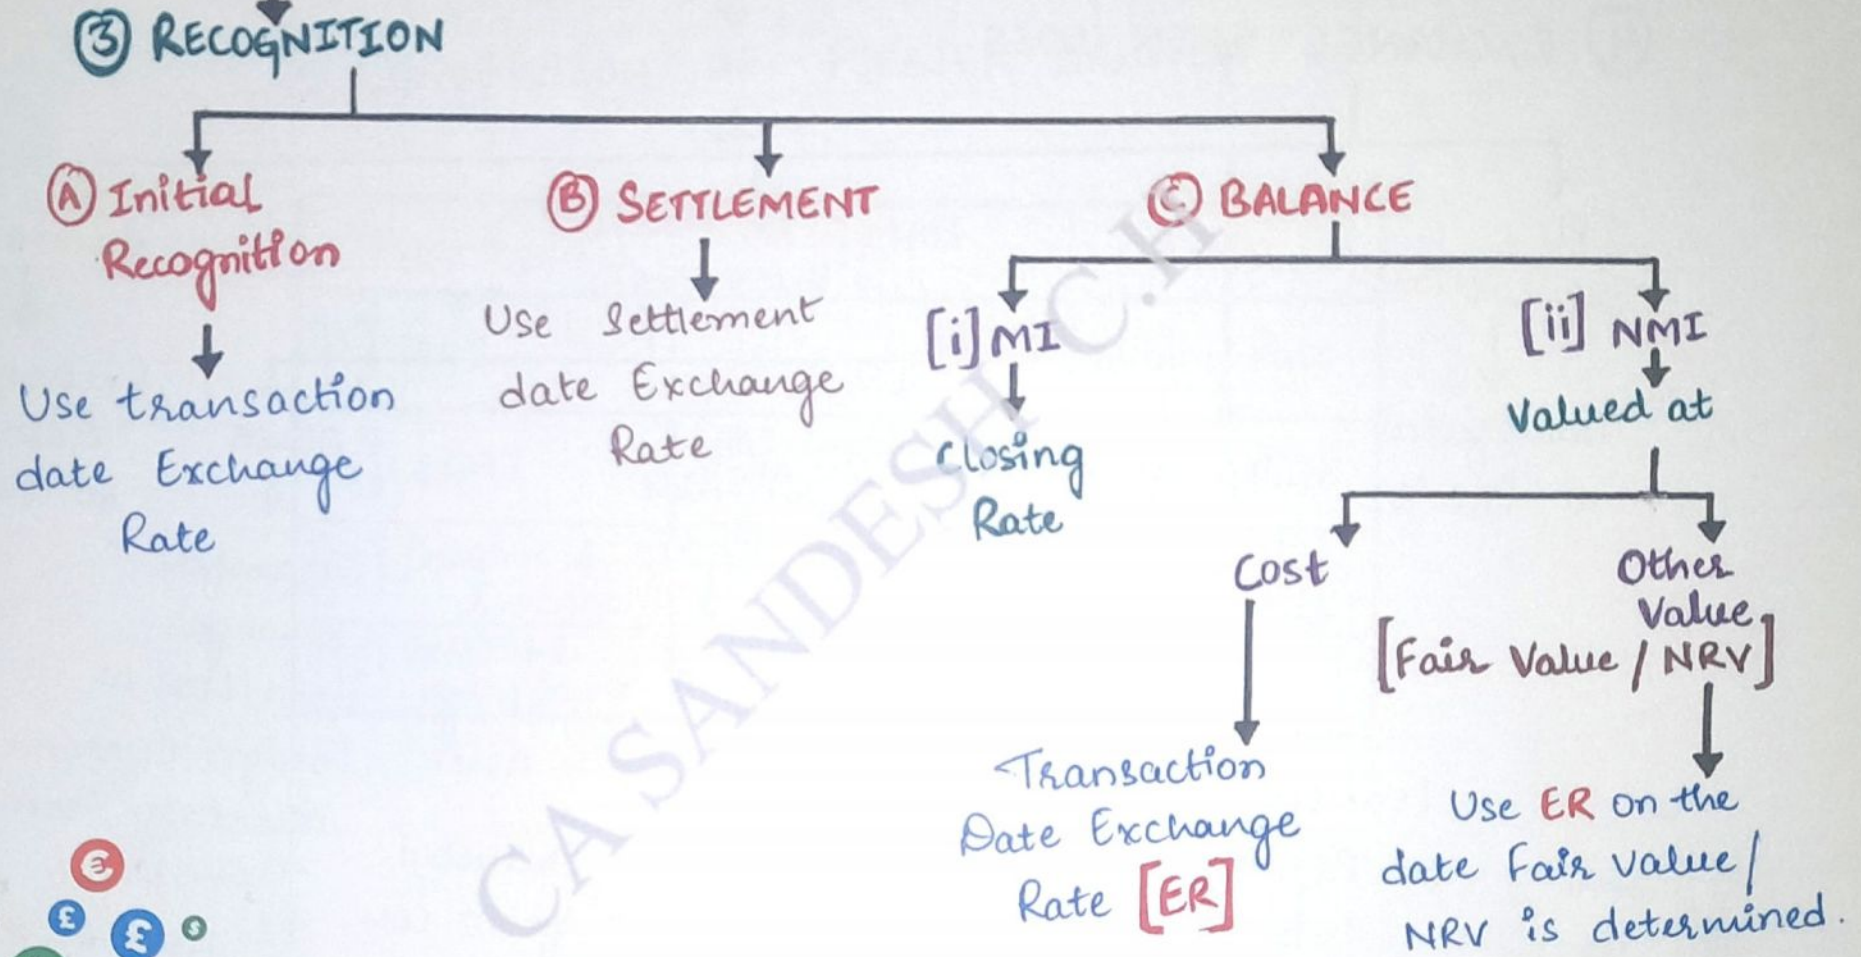 ③ RECOGNITION
Ⓐ Initial
Recognition
Use transaction
date Exchange
Rate
Ⓑ SETTLEMENT
Use Settlement
date Exchange
Rate
Ⓒ BALANCE
[i] MI
Closing
Rate
[ii] NMI
Valued at
Cost
Transaction
Date Exchange
Rate [ER]
Other
Value
[Fair Value / NRV]
Use ER on the
date Fair value/
NRV is determined.
CA SANDESH C.H
€
£
£
$